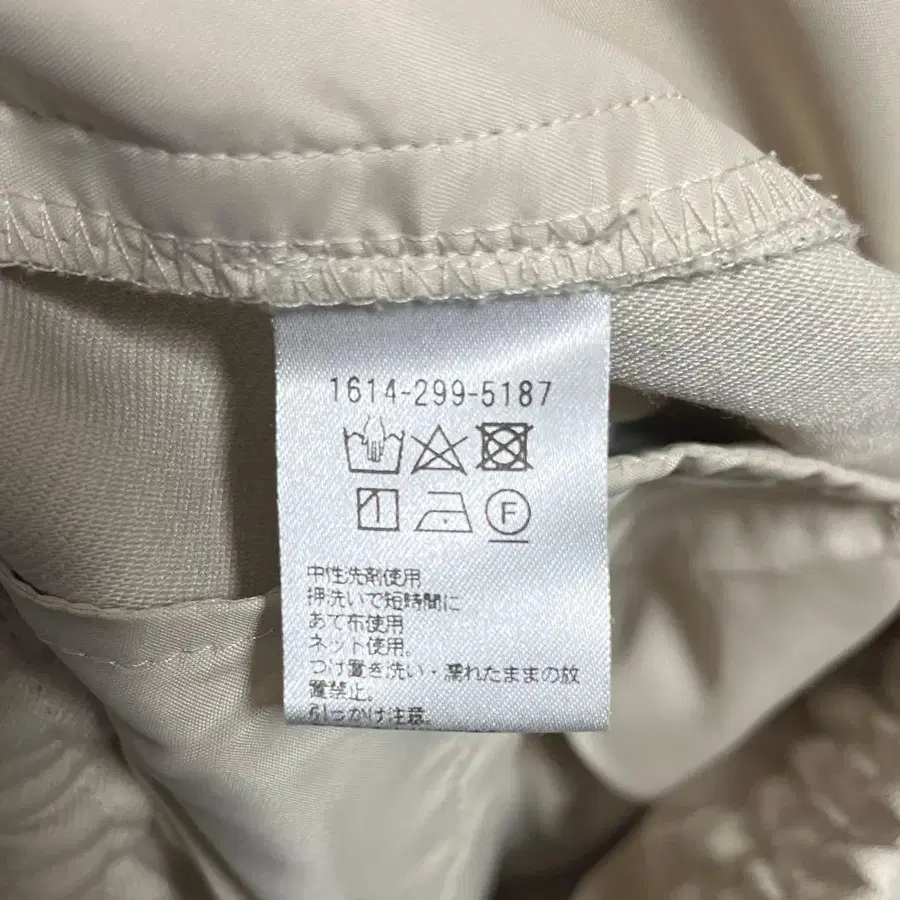 1614-299-5187
F
中性洗剤使用
押洗いで短時間に
あて布使用
ネット使用。
つけ置き洗い・濡れたままの放
置禁止。
引っかけ注意。